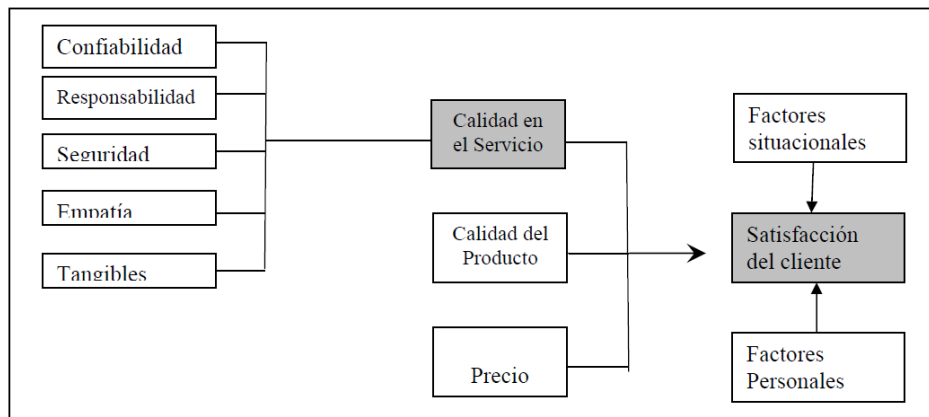 Confiabilidad
Responsabilidad
Seguridad
Empatía
Tangibles
Calidad en
el Servicio
Calidad del
Producto
Precio
Factores
situacionales
Satisfacción
del cliente
Factores
Personales